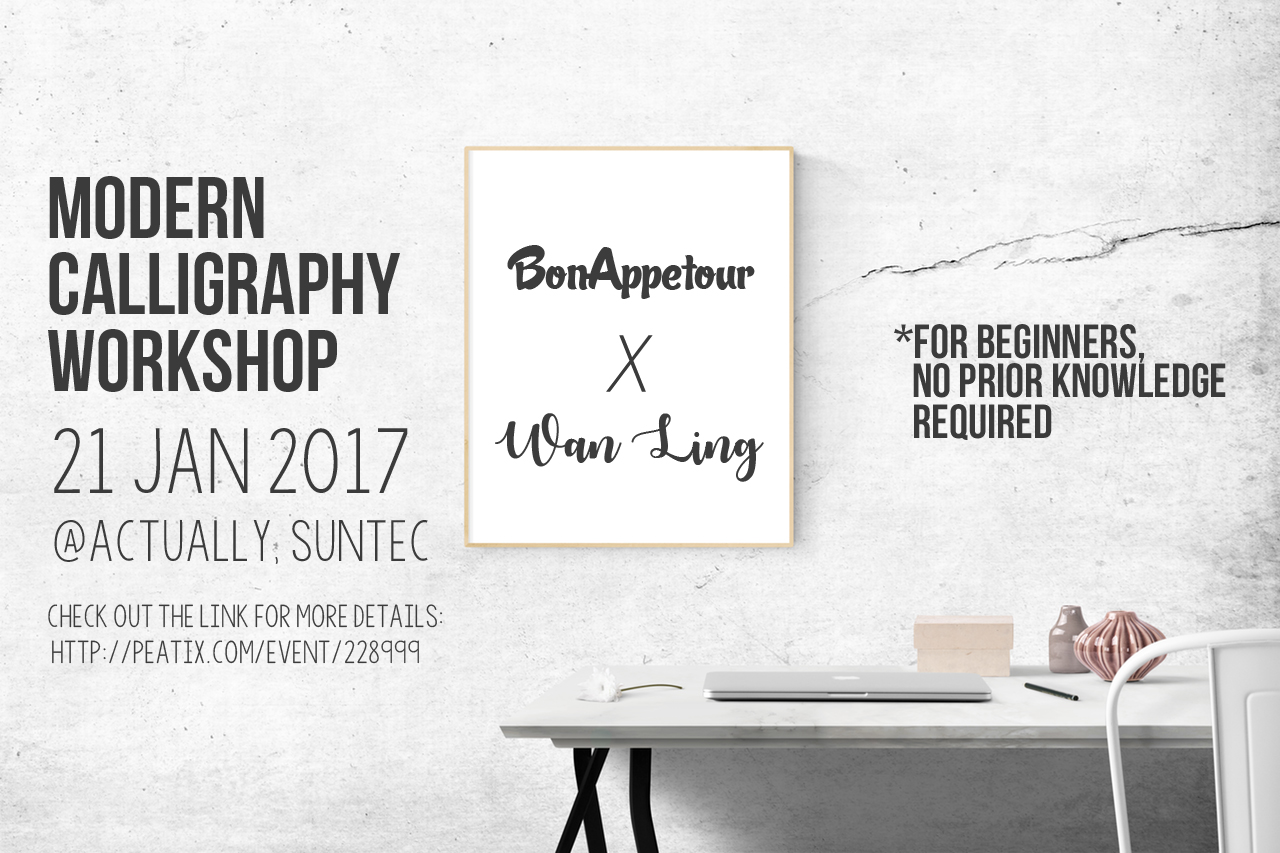 MODERN
CALLIGRAPHY
WORKSHOP
21 JAN 2017
@ACTUALLY, SUNTEC
CHECK OUT THE LINK FOR MORE DETAILS:
HTTP://PEATIX.COM/EVENT/228999
BonAppetour
X
Wan Ling
*FOR BEGINNERS,
NO PRIOR KNOWLEDGE
REQUIRED